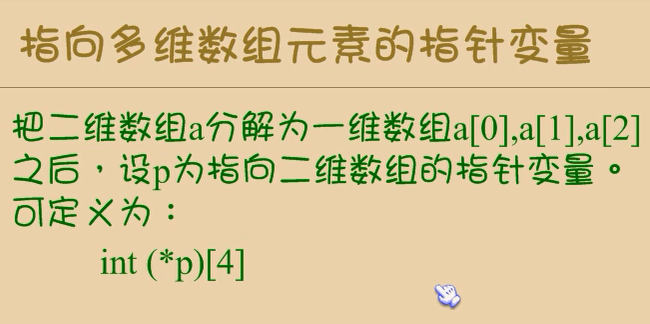 指向多维数组元素的指针变量
把二维数组a分解为一维数组a[0],a[1],a[2]
之后，设p为指向二维数组的指针变量。
可定义为：
int (*p)[4]